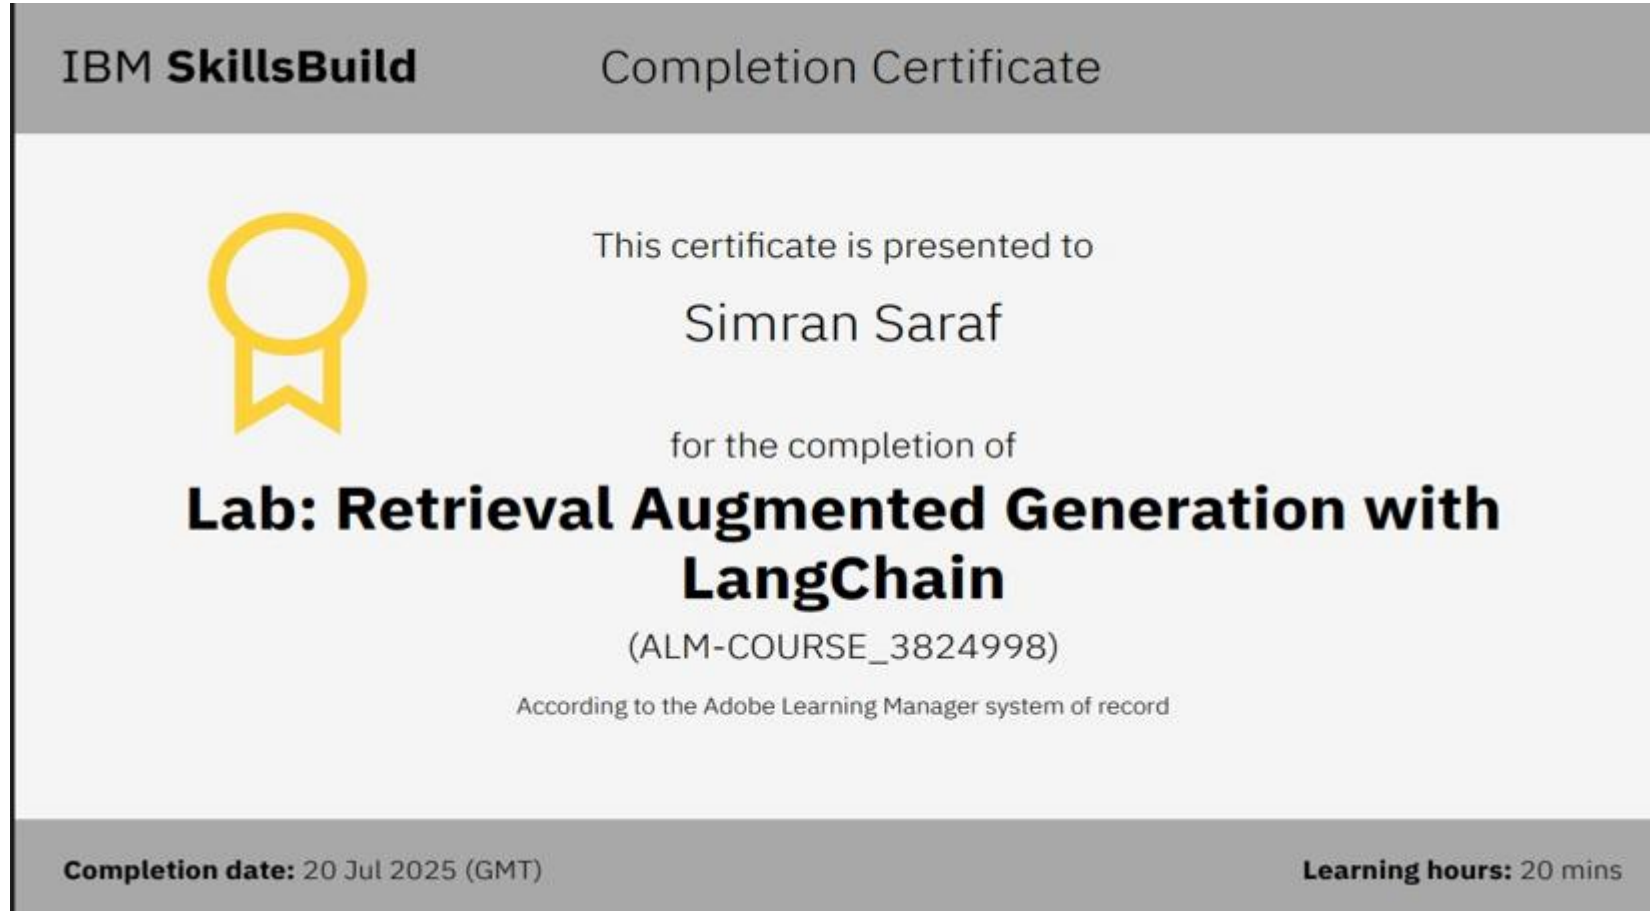 IBM SkillsBuild
Completion Certificate
This certificate is presented to
Simran Saraf
for the completion of
Lab: Retrieval Augmented Generation with
LangChain
(ALM-COURSE_3824998)
According to the Adobe Learning Manager system of record
Completion date: 20 Jul 2025 (GMT)
Learning hours: 20 mins